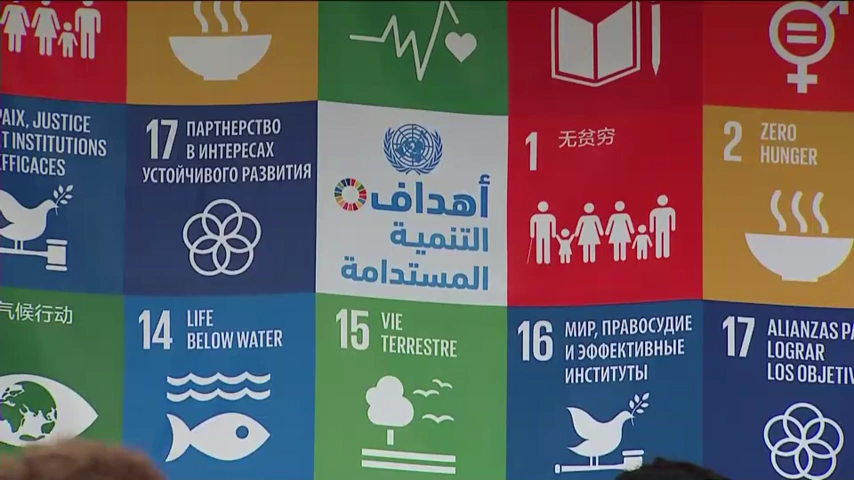 PAIX, JUSTICE
ET INSTITUTIONS
EFFICACES
17 ПАРТНЕРСТВО
В ИНТЕРЕСАХ
УСТОЙЧИВОГО РАЗВИТИЯ
أهداف
التنمية
المستدامة
1 无贫穷
2 ZERO
HUNGER
气候行动
14 LIFE
BELOW WATER
15 VIE
TERRESTRE
16 МИР, ПРАВОСУДИЕ
И ЭФФЕКТИВНЫЕ
ИНСТИТУТЫ
17 ALIANZAS PA
LOGRAR
LOS OBJETIV